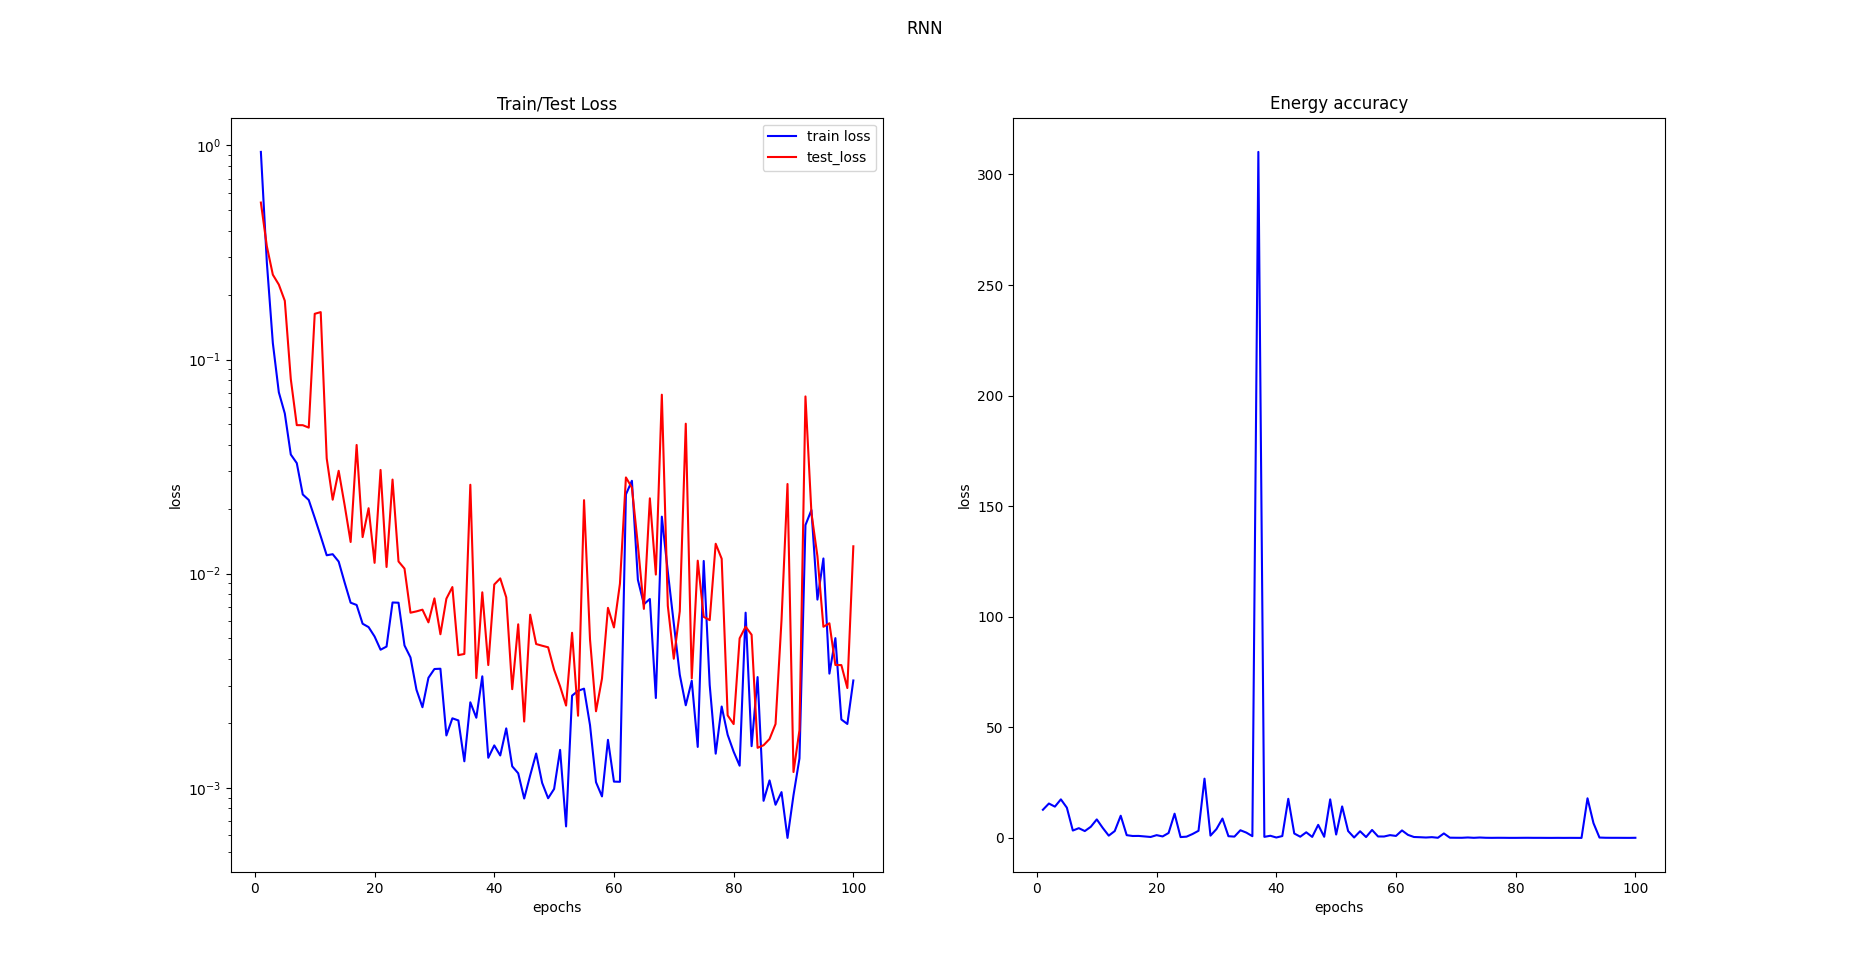 RNN
Train/Test Loss
train loss
test_loss
10⁰
10⁻¹
10⁻²
10⁻³
loss
0 20 40 60 80 100
epochs
Energy accuracy
300
250
200
150
100
50
0
loss
0 20 40 60 80 100
epochs